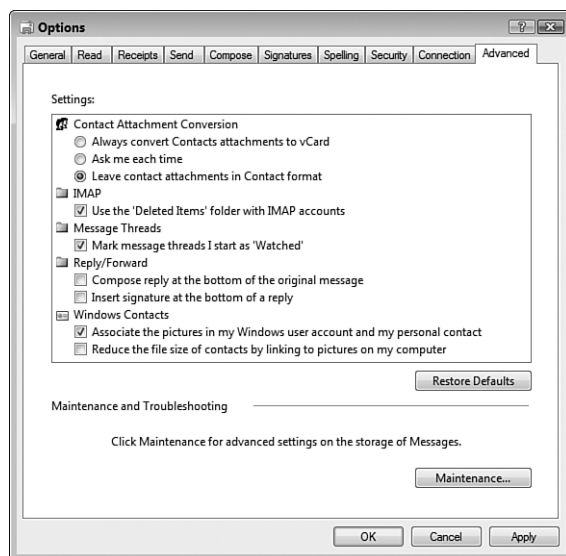 Options
General Read Receipts Send Compose Signatures Spelling Security Connection Advanced
Settings:
Contact Attachment Conversion
Always convert Contacts attachments to vCard
Ask me each time
Leave contact attachments in Contact format
IMAP
Use the 'Deleted Items' folder with IMAP accounts
Message Threads
Mark message threads I start as 'Watched'
Reply/Forward
Compose reply at the bottom of the original message
Insert signature at the bottom of a reply
Windows Contacts
Associate the pictures in my Windows user account and my personal contact
Reduce the file size of contacts by linking to pictures on my computer
Restore Defaults
Maintenance and Troubleshooting
Click Maintenance for advanced settings on the storage of Messages.
Maintenance...
OK Cancel Apply